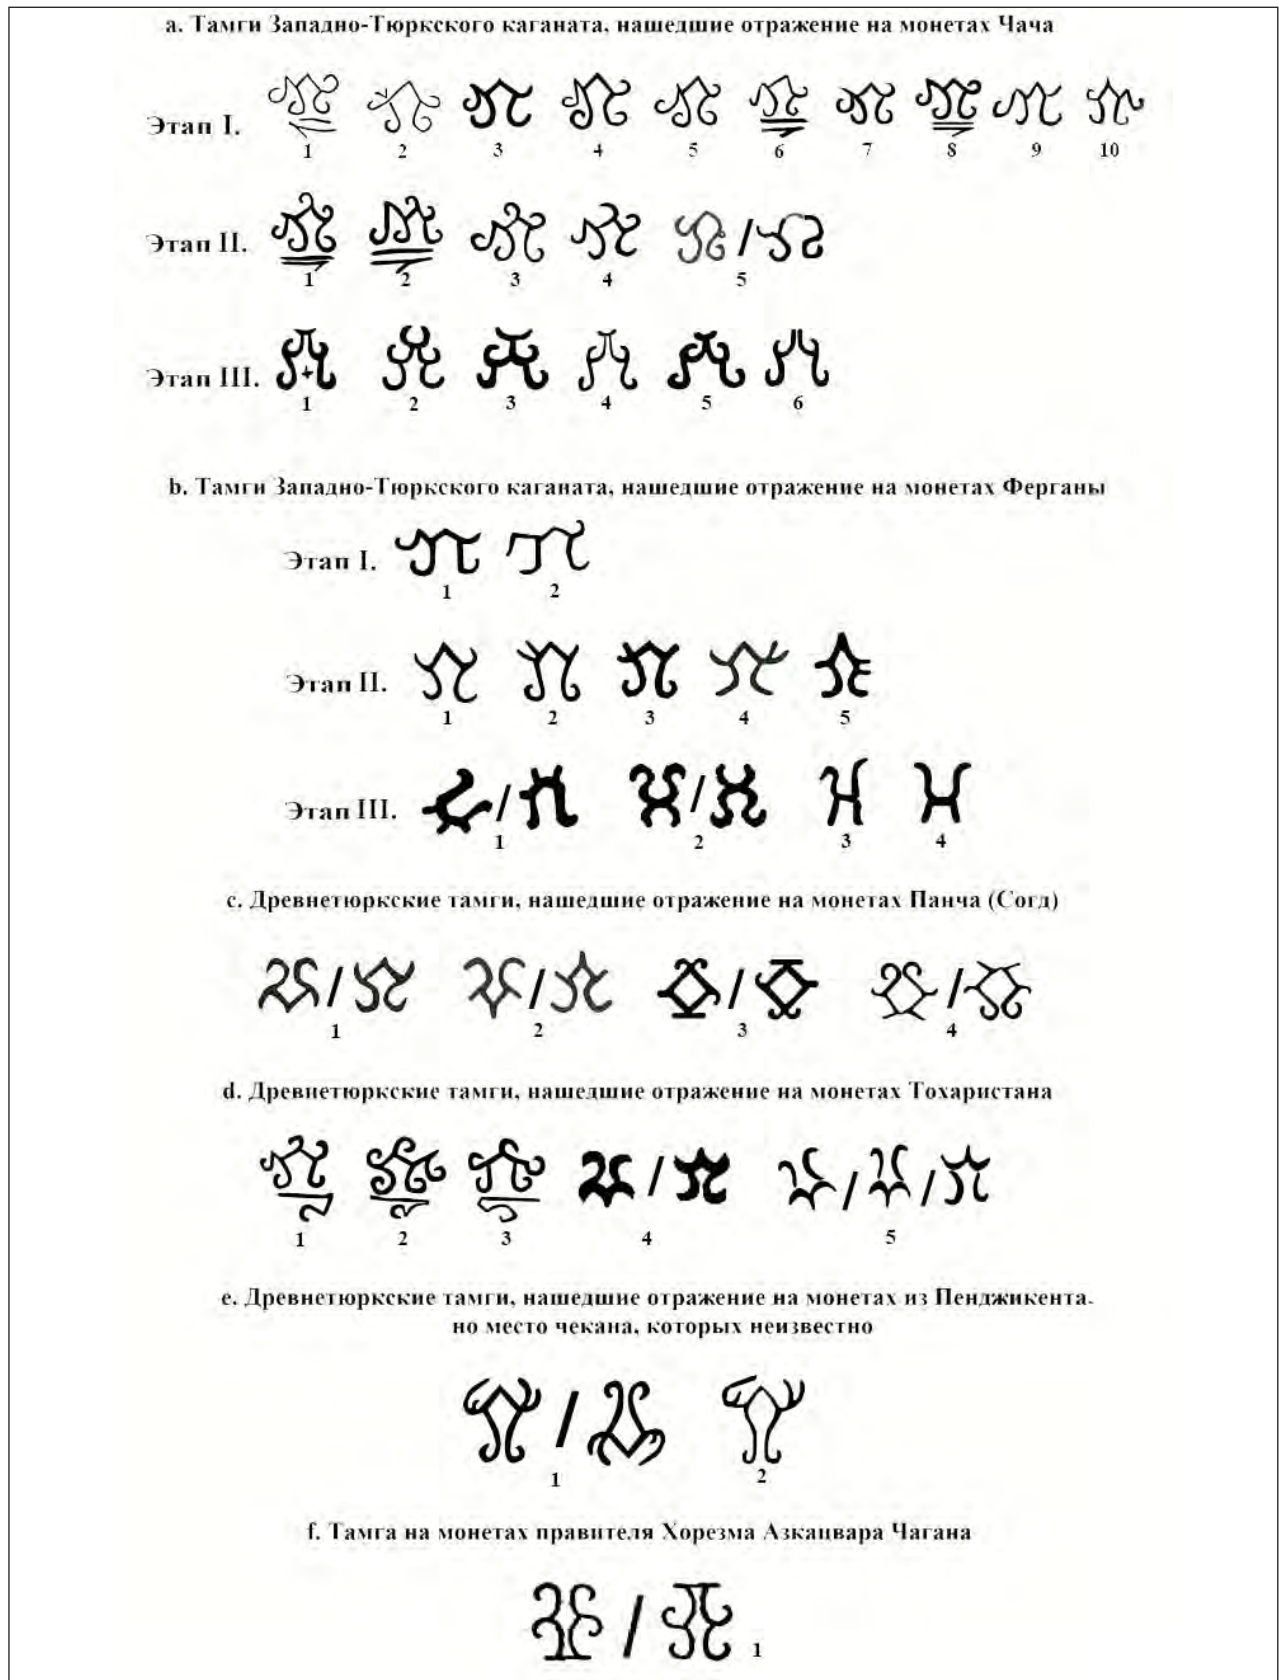 a. Тамги Западно-Тюркского каганата, нашедшие отражение на монетах Чача
Этап I.
1 2 3 4 5 6 7 8 9 10
Этап II.
1 2 3 4 5
Этап III.
1 2 3 4 5 6
b. Тамги Западно-Тюркского каганата, нашедшие отражение на монетах Ферганы
Этап I.
1 2
Этап II.
1 2 3 4 5
Этап III.
1 2 3 4
c. Древнетюркские тамги, нашедшие отражение на монетах Панча (Согд)
1 2 3 4
d. Древнетюркские тамги, нашедшие отражение на монетах Тохаристана
1 2 3 4 5
e. Древнетюркские тамги, нашедшие отражение на монетах из Пенджикента-
но место чекана, которых неизвестно
1 2
f. Тамга на монетах правителя Хорезма Азкацвара Чагана
1